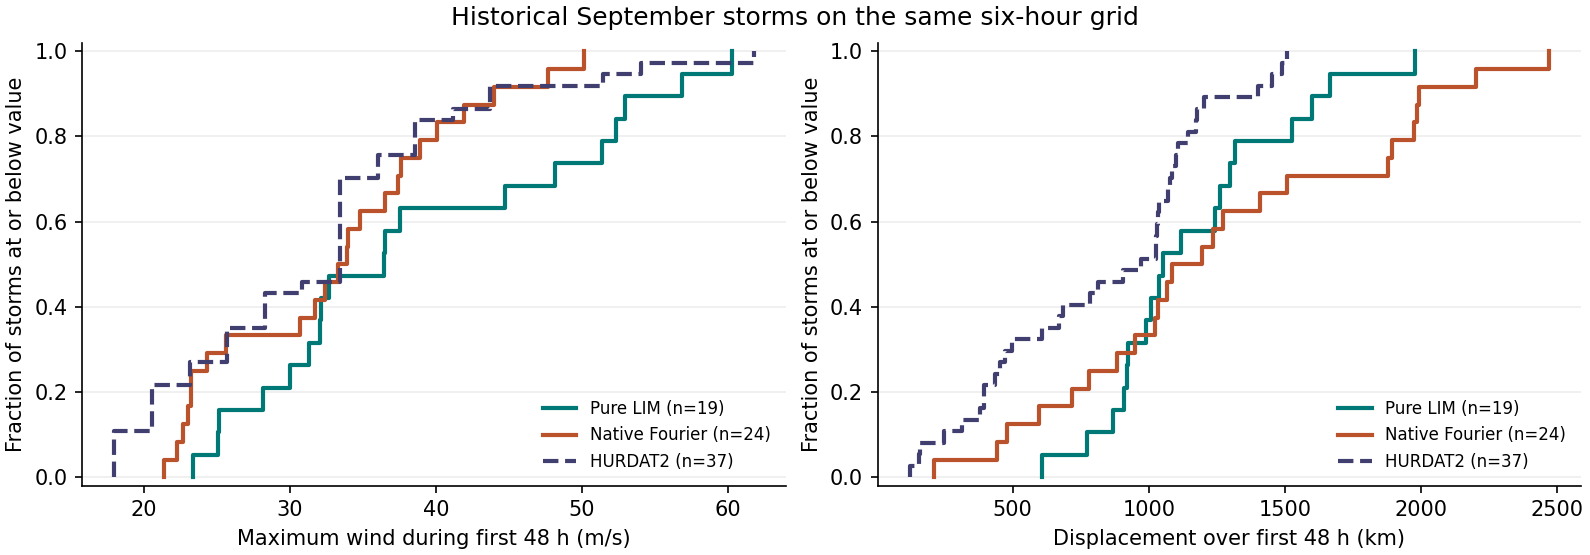 Historical September storms on the same six-hour grid
Fraction of storms at or below value
1.0
0.8
0.6
0.4
0.2
0.0
Pure LIM (n=19)
Native Fourier (n=24)
HURDAT2 (n=37)
20 30 40 50 60
Maximum wind during first 48 h (m/s)
Fraction of storms at or below value
1.0
0.8
0.6
0.4
0.2
0.0
Pure LIM (n=19)
Native Fourier (n=24)
HURDAT2 (n=37)
500 1000 1500 2000 2500
Displacement over first 48 h (km)